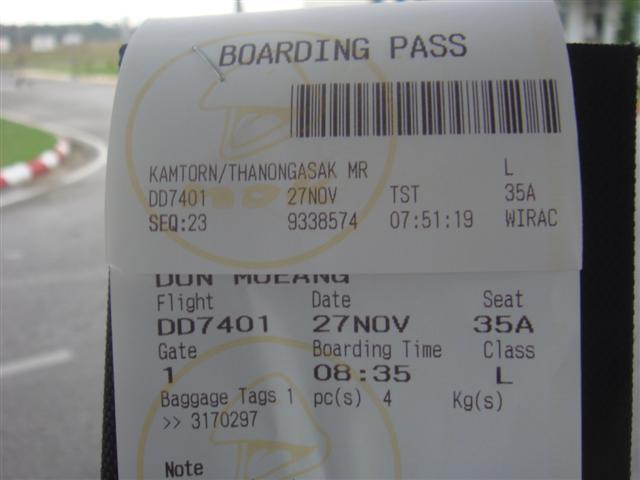 BOARDING PASS
KAMTORN/THANONGASAK MR L
DD7401 27NOV TST 35A
SEQ:23 9338574 07:51:19 WIRAC
DON MUEANG
Flight Date Seat
DD7401 27NOV 35A
Gate Boarding Time Class
1 08:35 L
Baggage Tags 1 pc(s) 4 Kg(s)
>> 3170297
Note